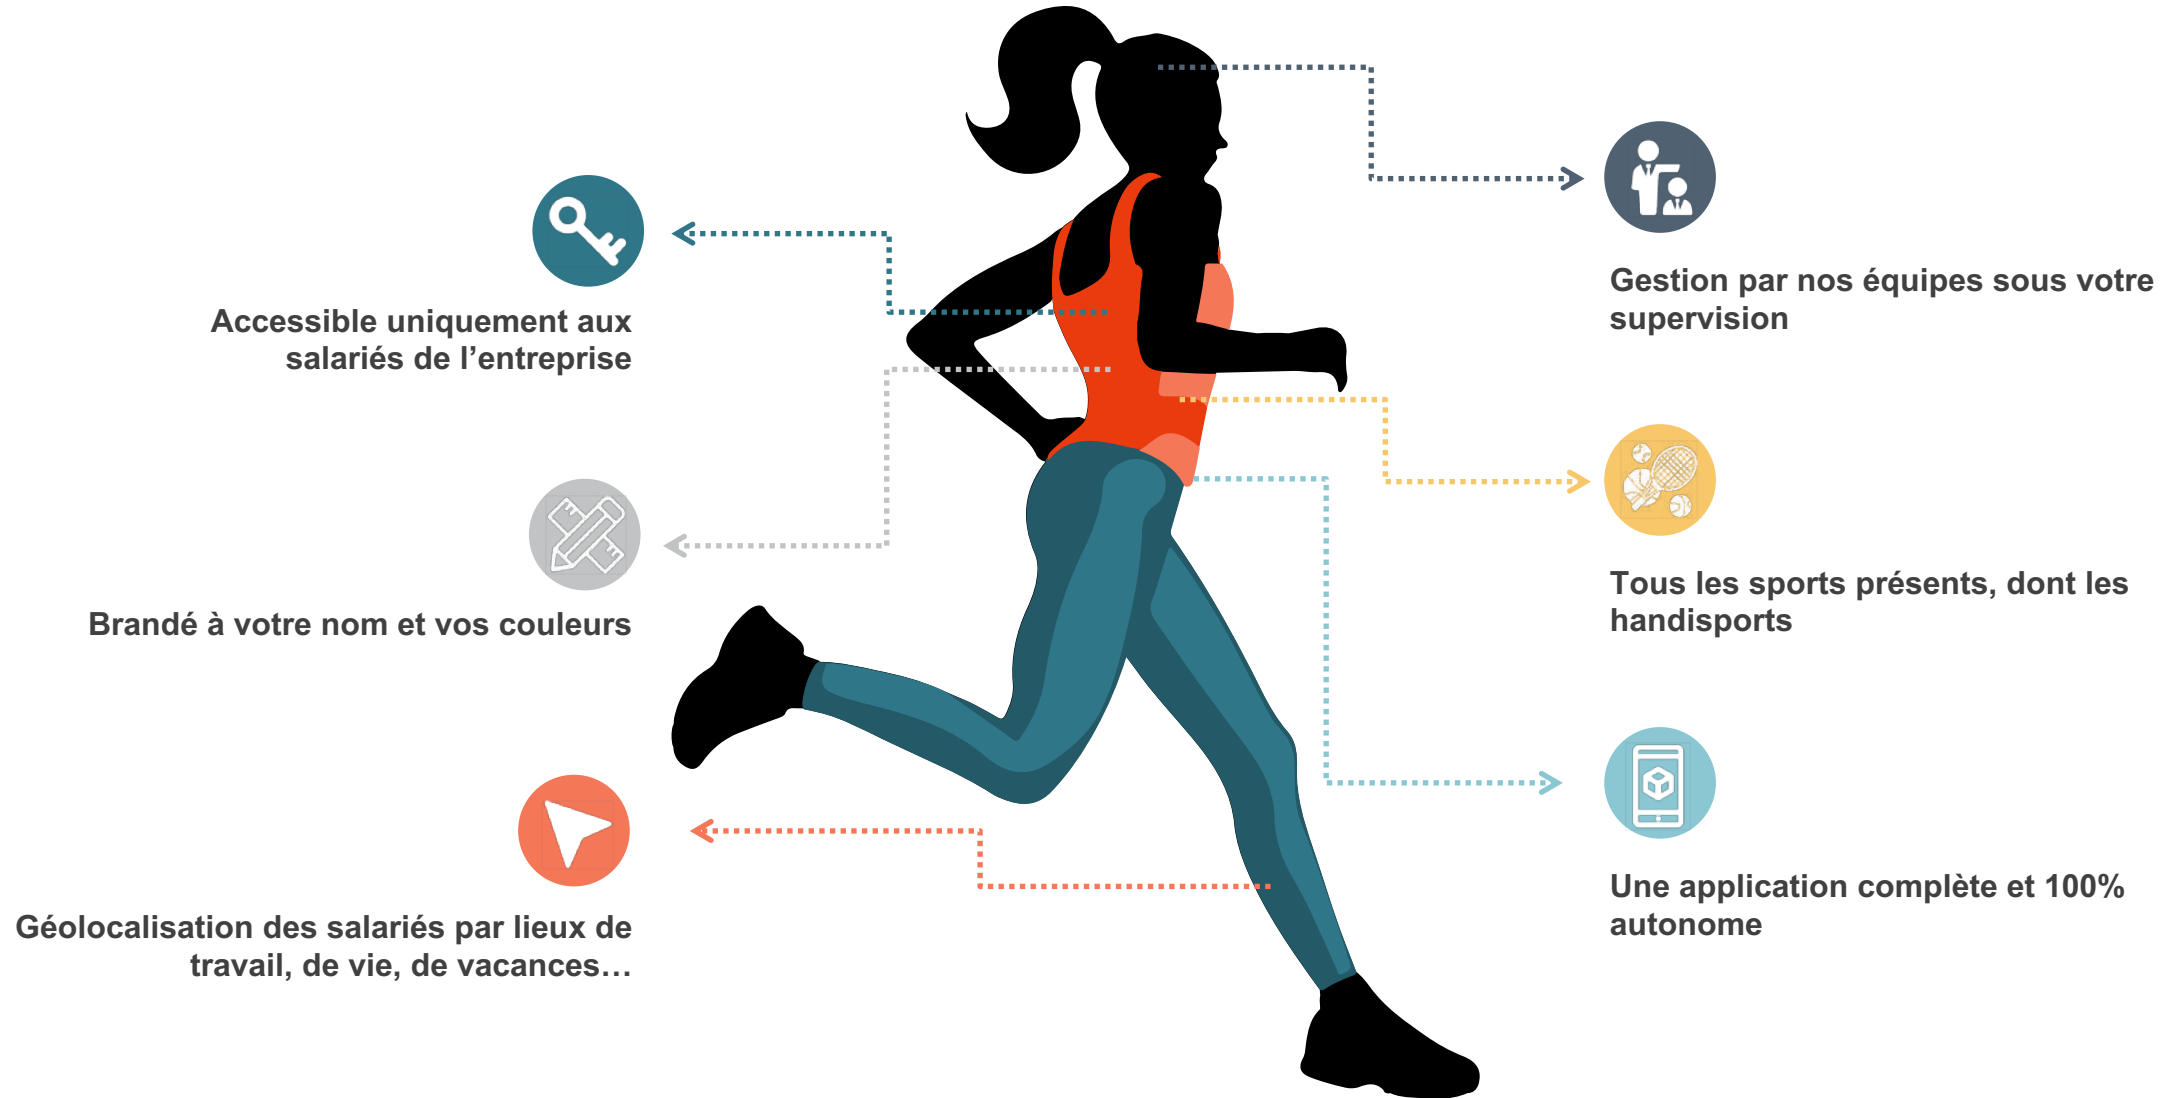 Accessible uniquement aux
salariés de l’entreprise
Brandé à votre nom et vos couleurs
Géolocalisation des salariés par lieux de
travail, de vie, de vacances…
Gestion par nos équipes sous votre
supervision
Tous les sports présents, dont les
handisports
Une application complète et 100%
autonome